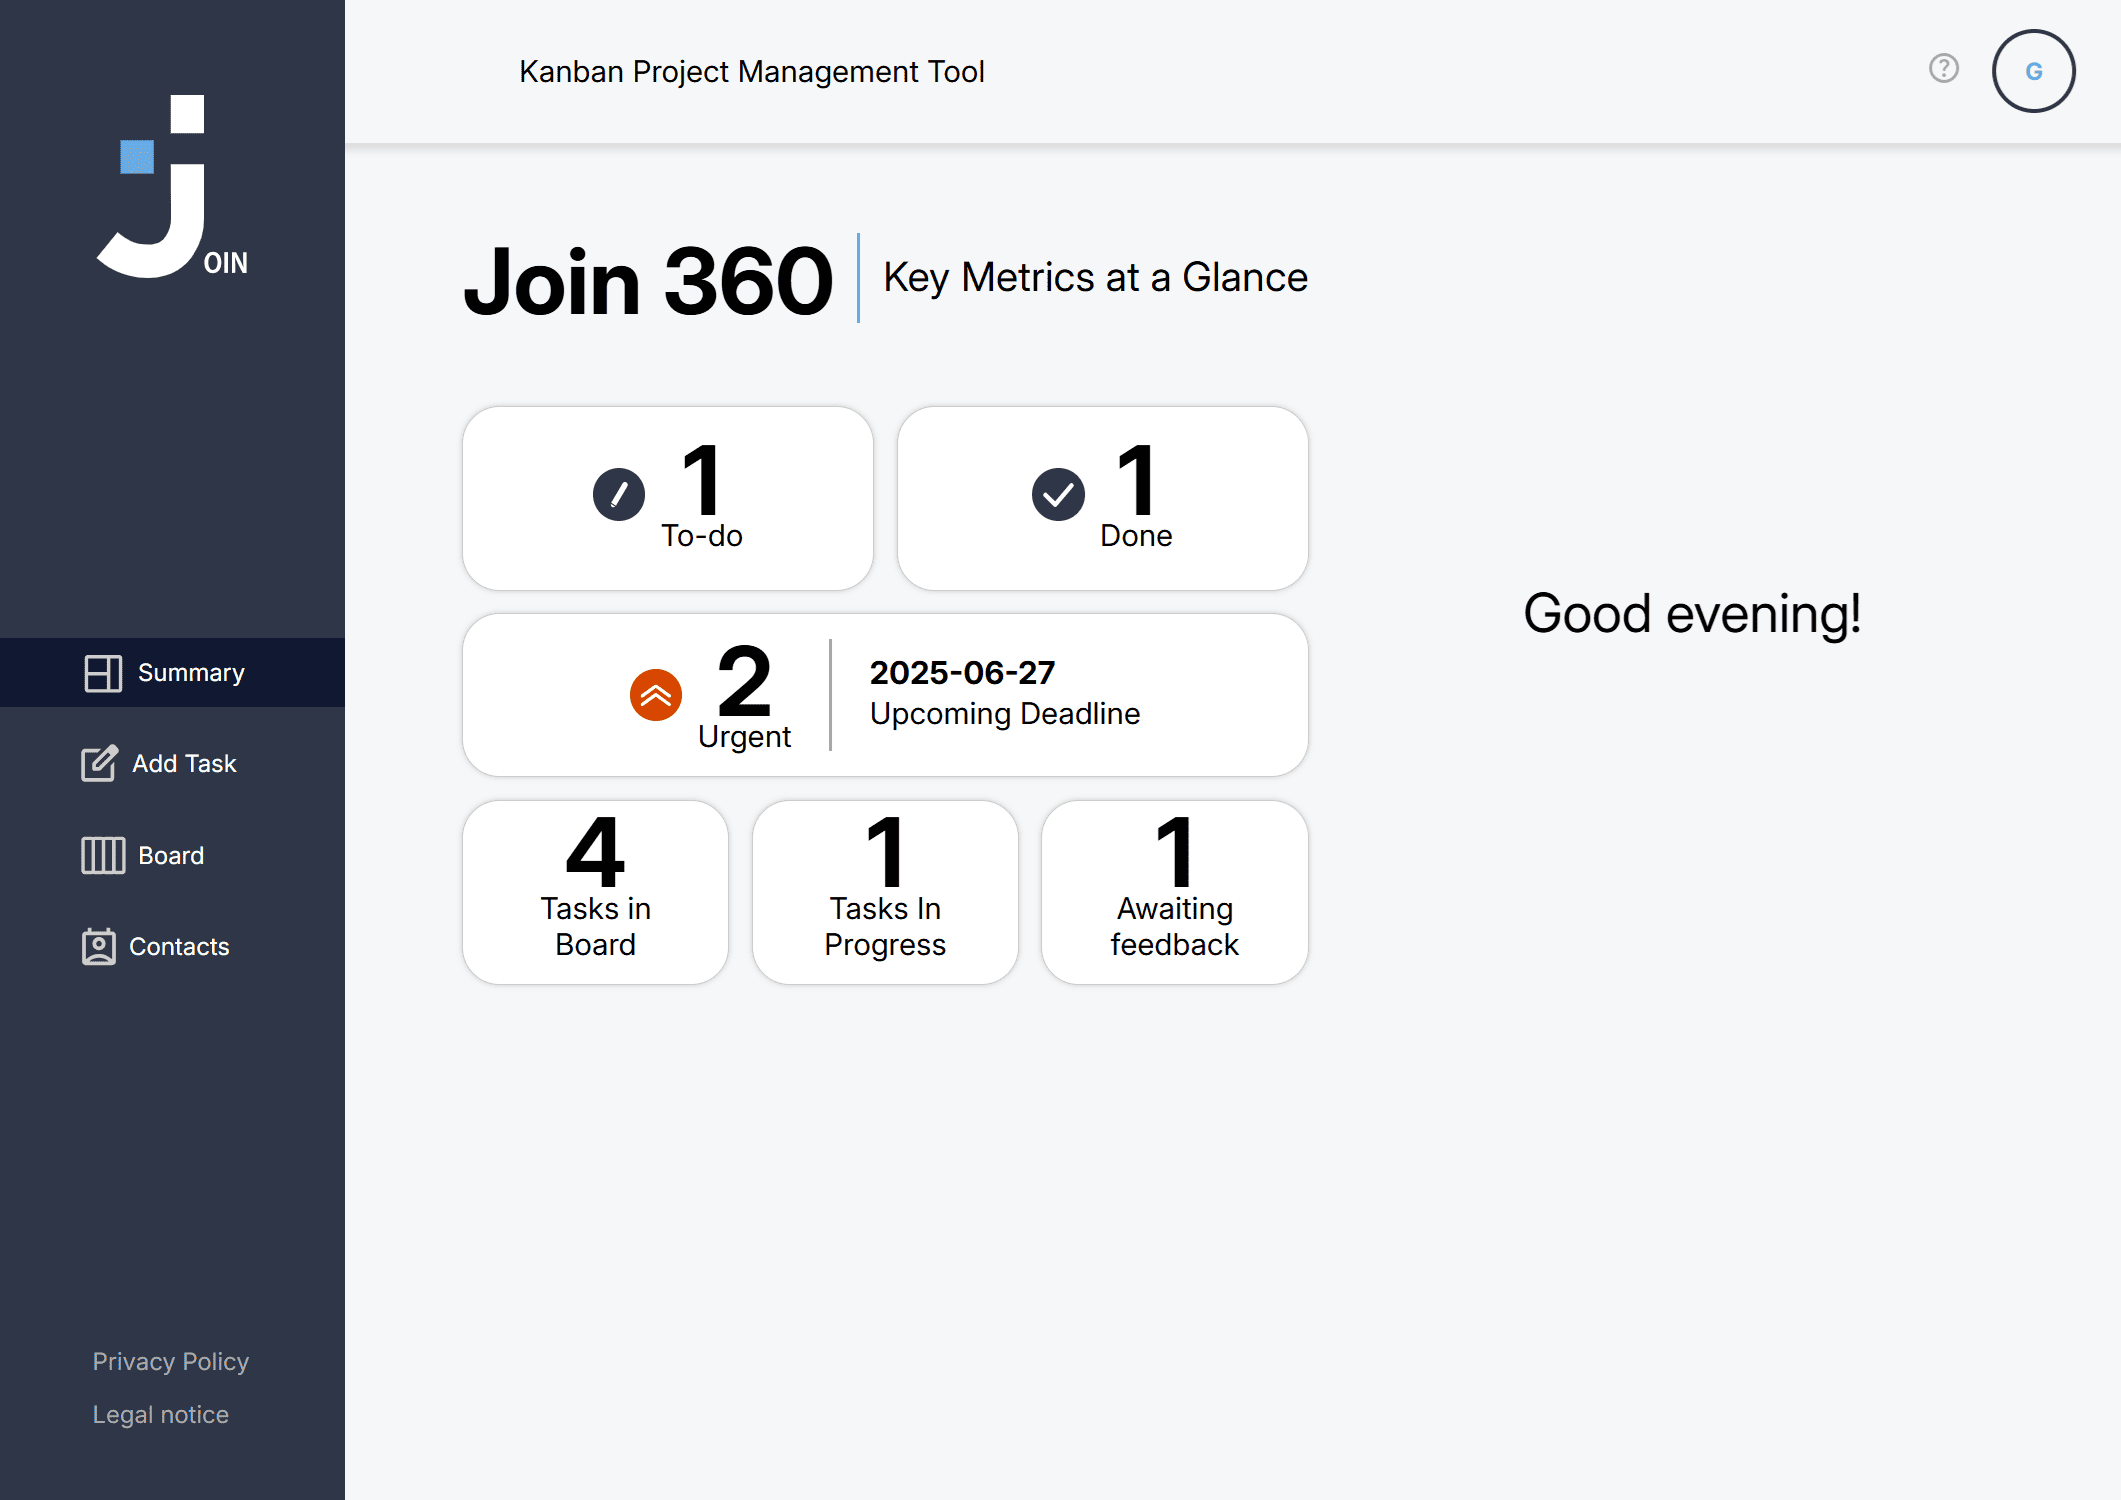 Kanban Project Management Tool
G
OIN
Join 360
Key Metrics at a Glance
1
To-do
1
Done
2
Urgent
2025-06-27
Upcoming Deadline
4
Tasks in
Board
1
Tasks In
Progress
1
Awaiting
feedback
Good evening!
Summary
Add Task
Board
Contacts
Privacy Policy
Legal notice